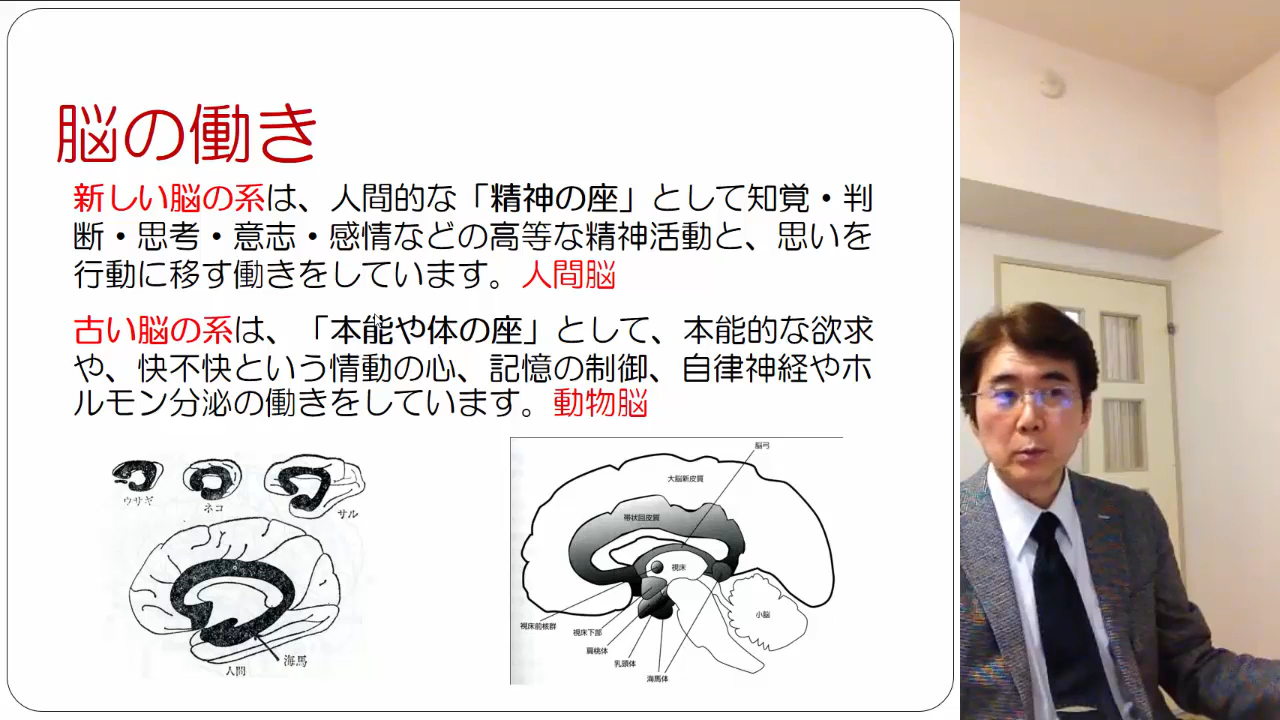 脳の働き
新しい脳の系は、人間的な「精神の座」として知覚・判
断・思考・意志・感情などの高等な精神活動と、思いを
行動に移す働きをしています。人間脳
古い脳の系は、「本能や体の座」として、本能的な欲求
や、快不快という情動の心、記憶の制御、自律神経やホ
ルモン分泌の働きをしています。動物脳
ウサギ
ネコ
サル
人間
海馬
脳弓
大脳新皮質
帯状回皮質
視床
小脳
視床前核群
視床下部
扁桃体
乳頭体
海馬体